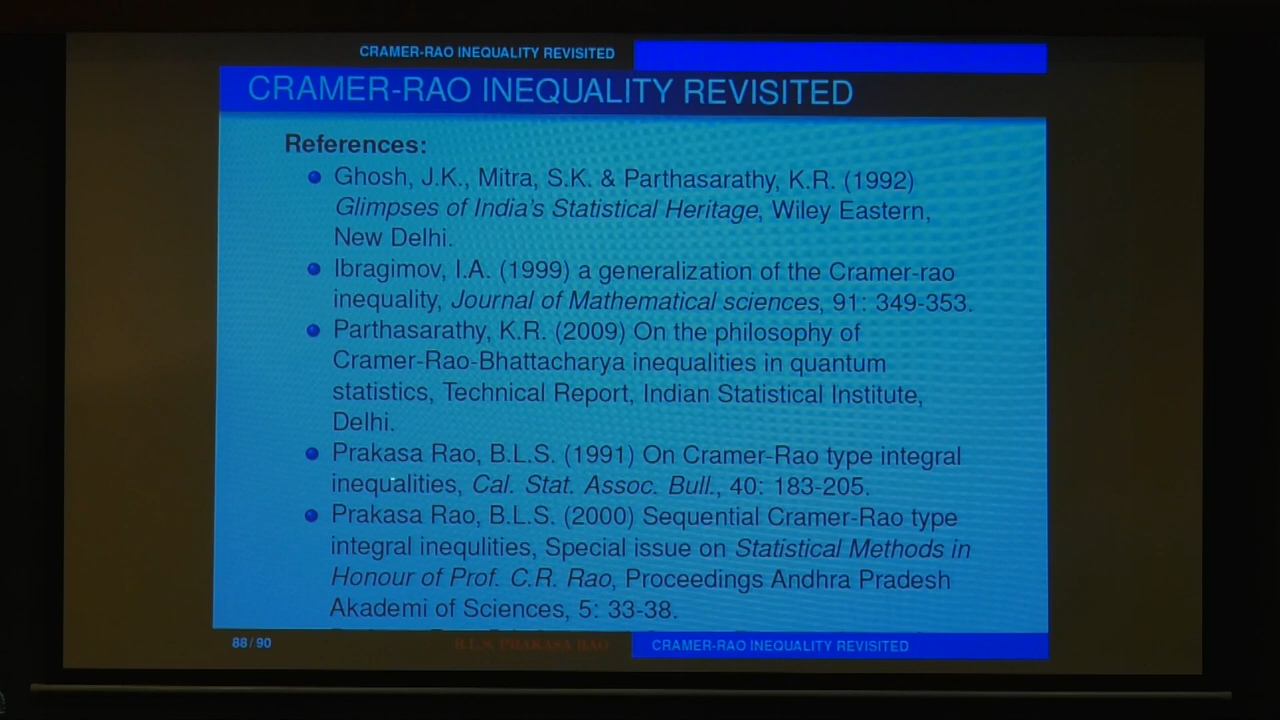 CRAMER-RAO INEQUALITY REVISITED
CRAMER-RAO INEQUALITY REVISITED
References:
Ghosh, J.K., Mitra, S.K. & Parthasarathy, K.R. (1992)
Glimpses of India's Statistical Heritage, Wiley Eastern,
New Delhi.
Ibragimov, I.A. (1999) a generalization of the Cramer-rao
inequality, Journal of Mathematical sciences, 91: 349-353.
Parthasarathy, K.R. (2009) On the philosophy of
Cramer-Rao-Bhattacharya inequalities in quantum
statistics, Technical Report, Indian Statistical Institute,
Delhi.
Prakasa Rao, B.L.S. (1991) On Cramer-Rao type integral
inequalities, Cal. Stat. Assoc. Bull., 40: 183-205.
Prakasa Rao, B.L.S. (2000) Sequential Cramer-Rao type
integral inequlities, Special issue on Statistical Methods in
Honour of Prof. C.R. Rao, Proceedings Andhra Pradesh
Akademi of Sciences, 5: 33-38.
88/90 B.L.S. PRAKASA RAO CRAMER-RAO INEQUALITY REVISITED